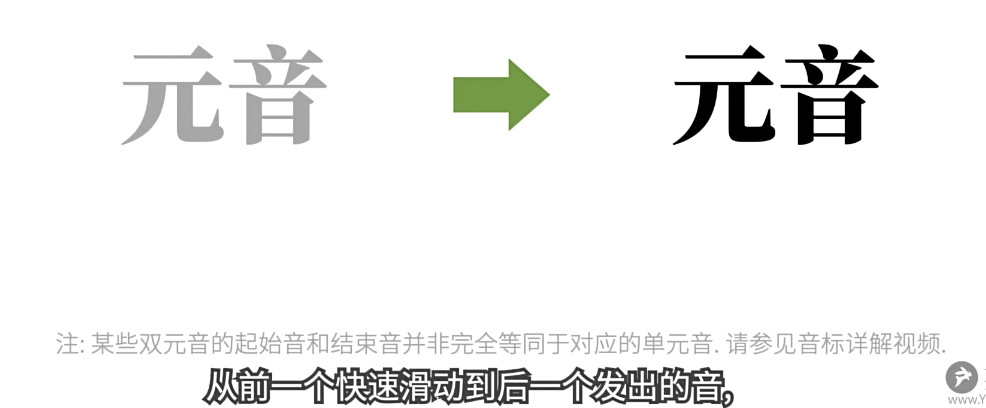 元音 元音
注: 某些双元音的起始音和结束音并非完全等同于对应的单元音. 请参见音标详解视频.
从前一个快速滑动到后一个发出的音,
www.Y